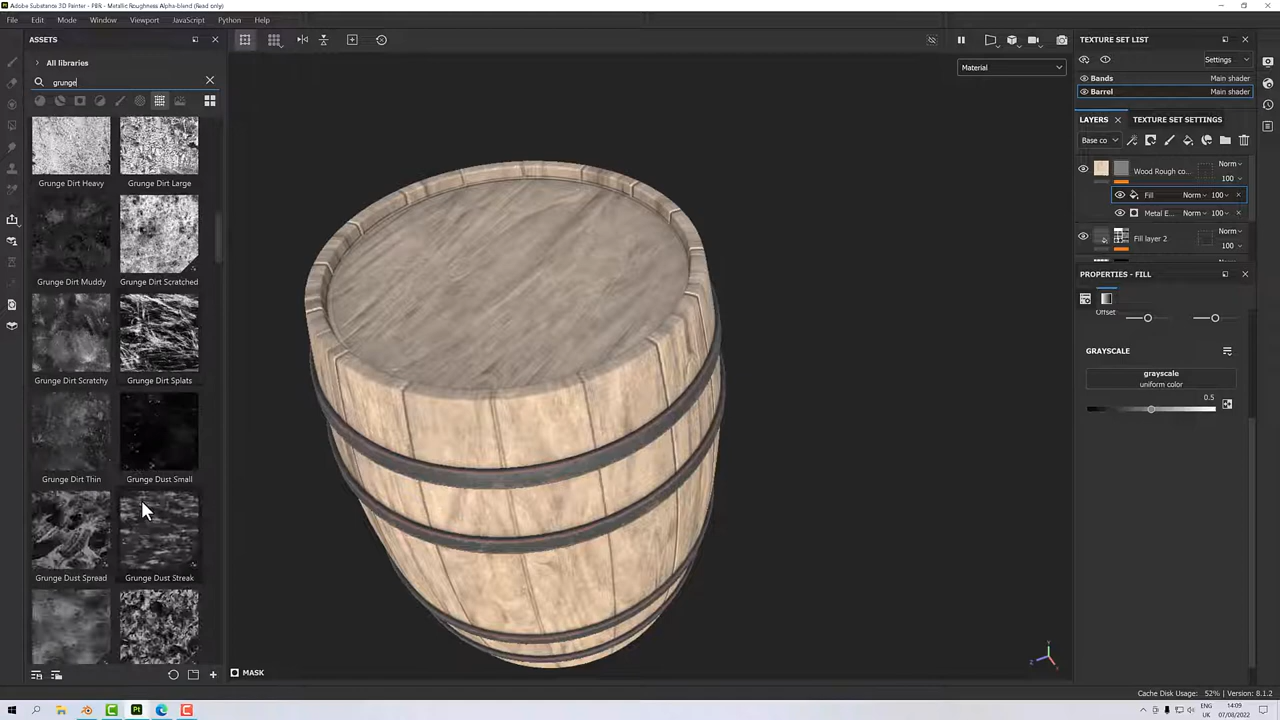 Adobe Substance 3D Painter - PBR - Metallic Roughness Alpha-blend (Read only)
File Edit Mode Window Viewport JavaScript Python Help
ASSETS
All libraries
grunge
Grunge Dirt Heavy
Grunge Dirt Large
Grunge Dirt Muddy
Grunge Dirt Scratched
Grunge Dirt Scratchy
Grunge Dirt Splats
Grunge Dirt Thin
Grunge Dust Small
Grunge Dust Spread
Grunge Dust Streak
Material
MASK
Y
Z
TEXTURE SET LIST
Settings
Bands Main shader
Barrel Main shader
LAYERS TEXTURE SET SETTINGS
Base co
Wood Rough co... Norm
100
Fill Norm 100
Metal E... Norm 100
Fill layer 2 Norm
100
PROPERTIES - FILL
Offset
GRAYSCALE
grayscale
uniform color
0.5
Cache Disk Usage: 52% | Version: 8.1.2
Pt
ENG
UK
14:09
07/08/2022